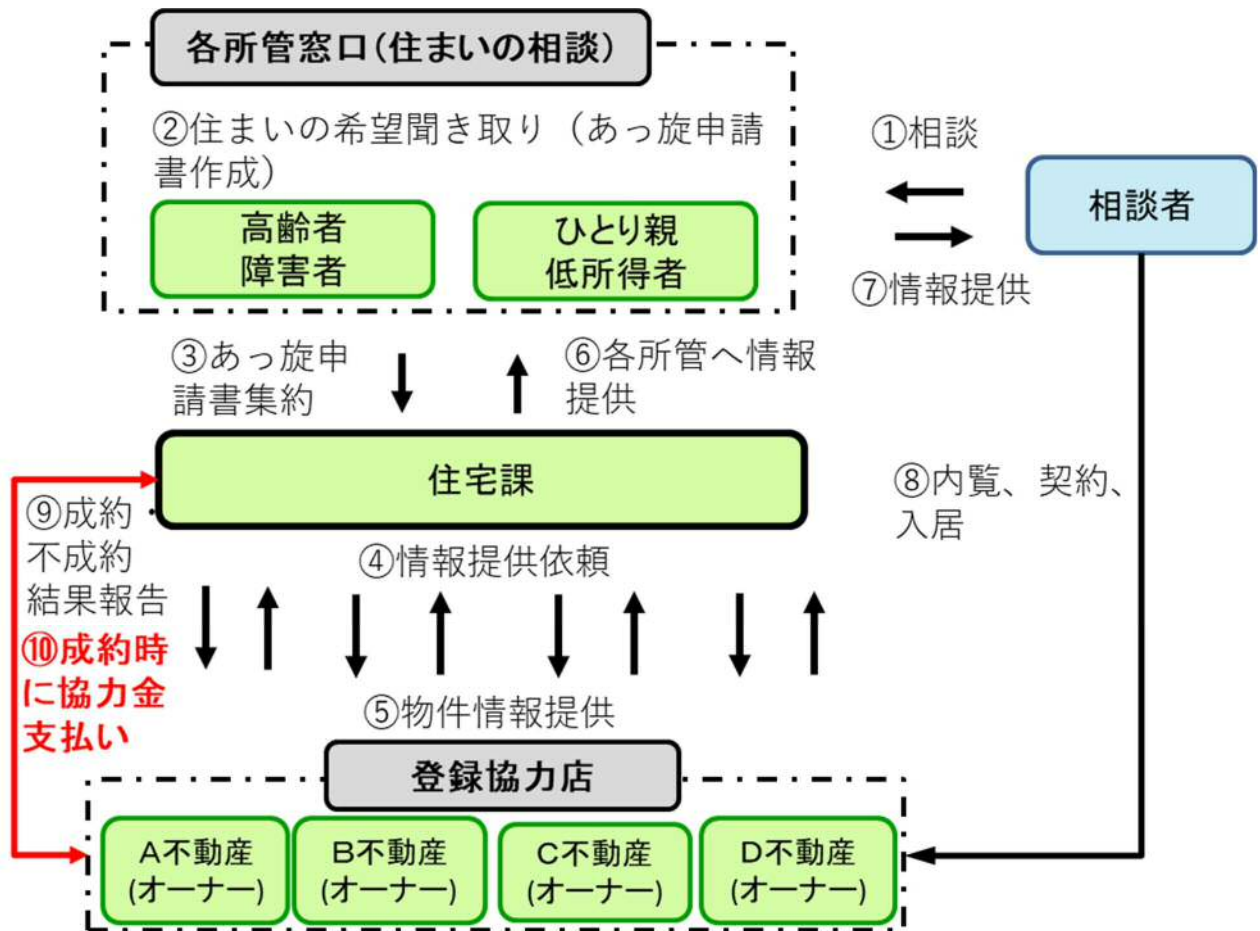 各所管窓口(住まいの相談)
②住まいの希望聞き取り（あっ旋申請
書作成）
高齢者
障害者
ひとり親
低所得者
①相談
相談者
⑦情報提供
③あっ旋申
請書集約
⑥各所管へ情報
提供
住宅課
⑧内覧、契約、
入居
⑨成約
不成約
結果報告
⑩成約時
に協力金
支払い
④情報提供依頼
⑤物件情報提供
登録協力店
A不動産
(オーナー)
B不動産
(オーナー)
C不動産
(オーナー)
D不動産
(オーナー)